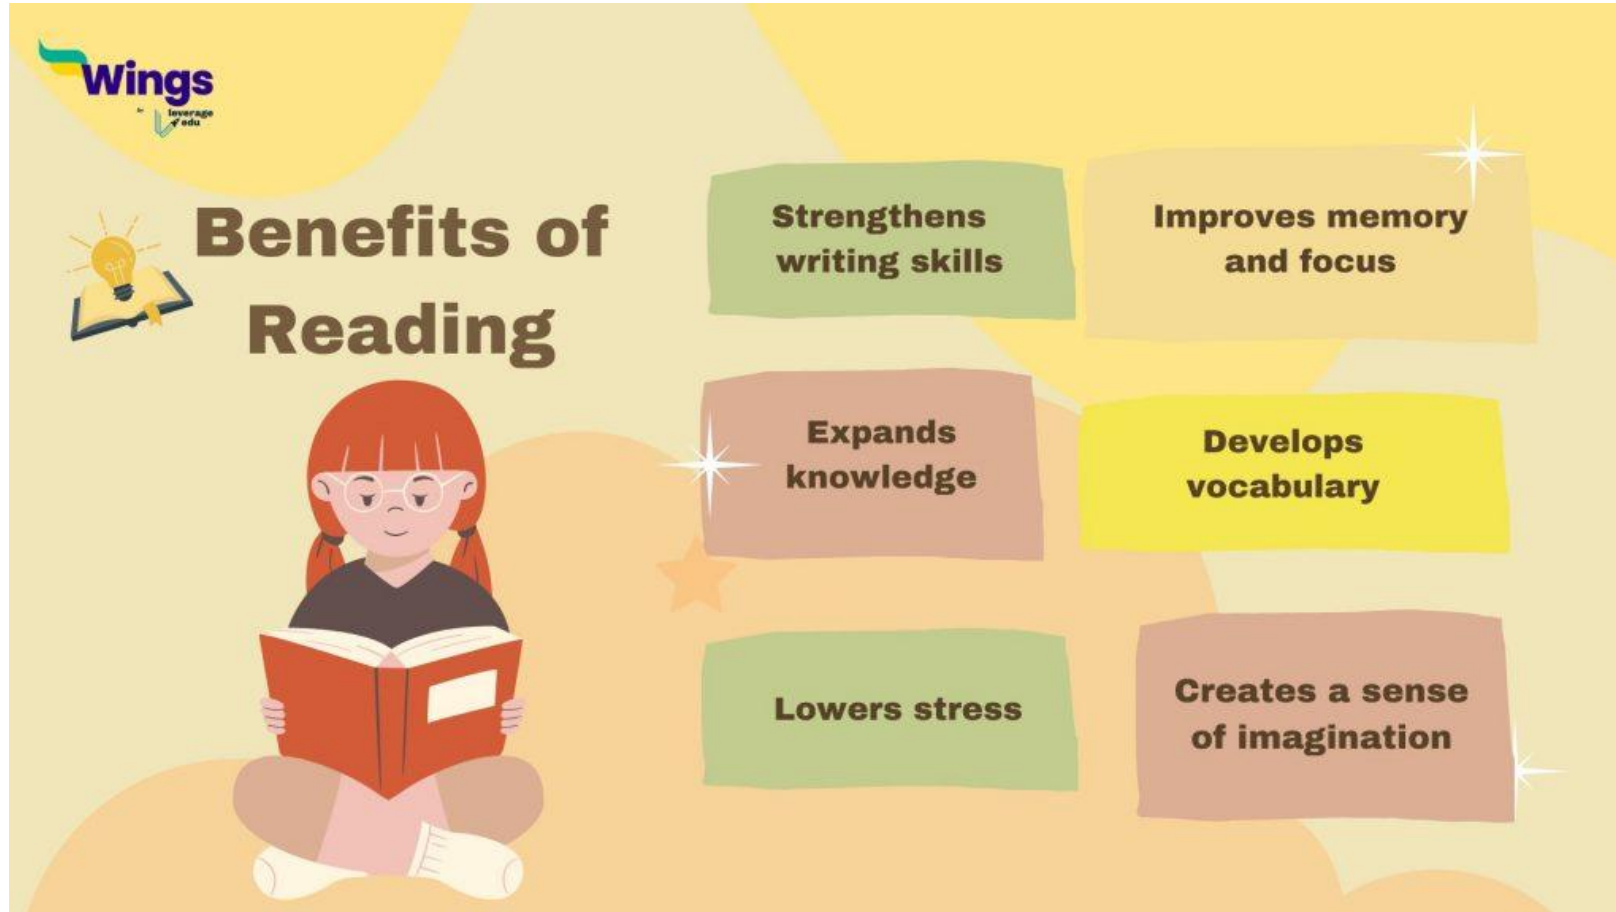 Wings
by leverage
edu
Benefits of
Reading
Strengthens
writing skills
Improves memory
and focus
Expands
knowledge
Develops
vocabulary
Lowers stress
Creates a sense
of imagination